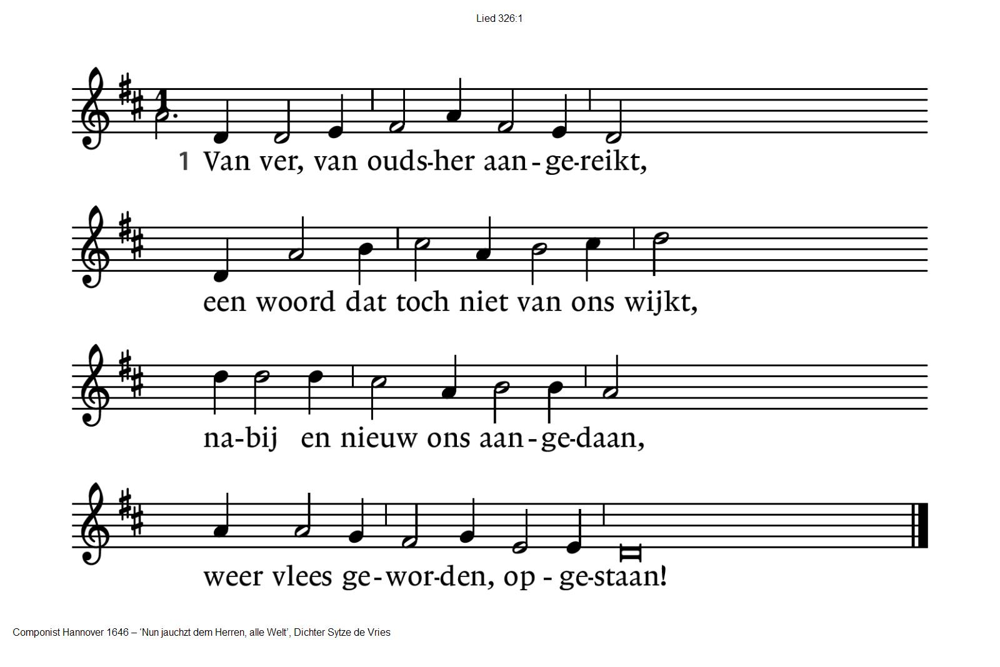 Lied 326:1
1
1 Van ver, van ouds-her aan-ge-reikt,
een woord dat toch niet van ons wijkt,
na-bij en nieuw ons aan-ge-daan,
weer vlees ge-wor-den, op-ge-staan!
Componist Hannover 1646 – ‘Nun jauchzt dem Herren, alle Welt’, Dichter Sytze de Vries